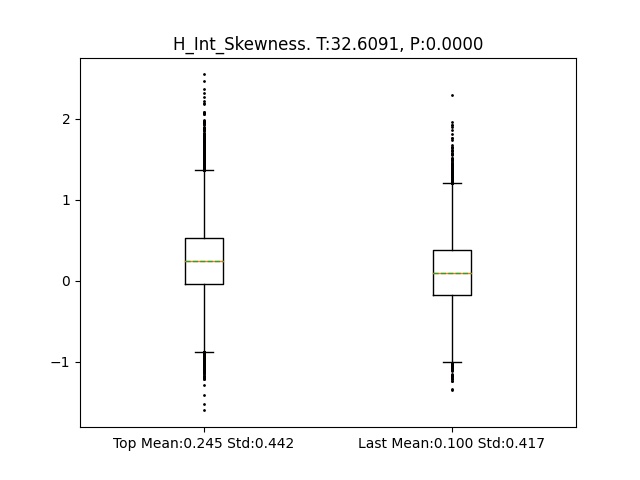 H_Int_Skewness. T:32.6091, P:0.0000
2
1
0
−1
Top Mean:0.245 Std:0.442
Last Mean:0.100 Std:0.417